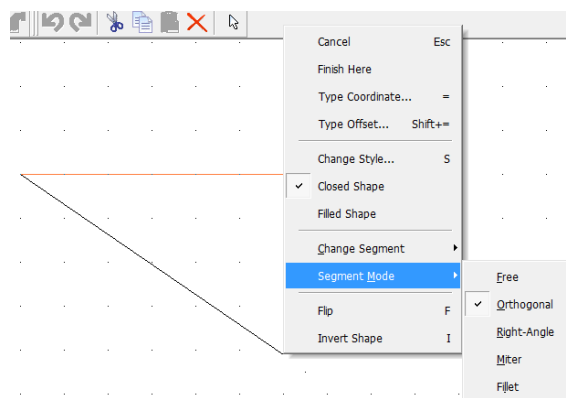 Cancel Esc
Finish Here
Type Coordinate... =
Type Offset... Shift+=
Change Style... S
Closed Shape
Filled Shape
Change Segment
Segment Mode
Free
Orthogonal
Flip F
Right-Angle
Invert Shape I
Miter
Fillet